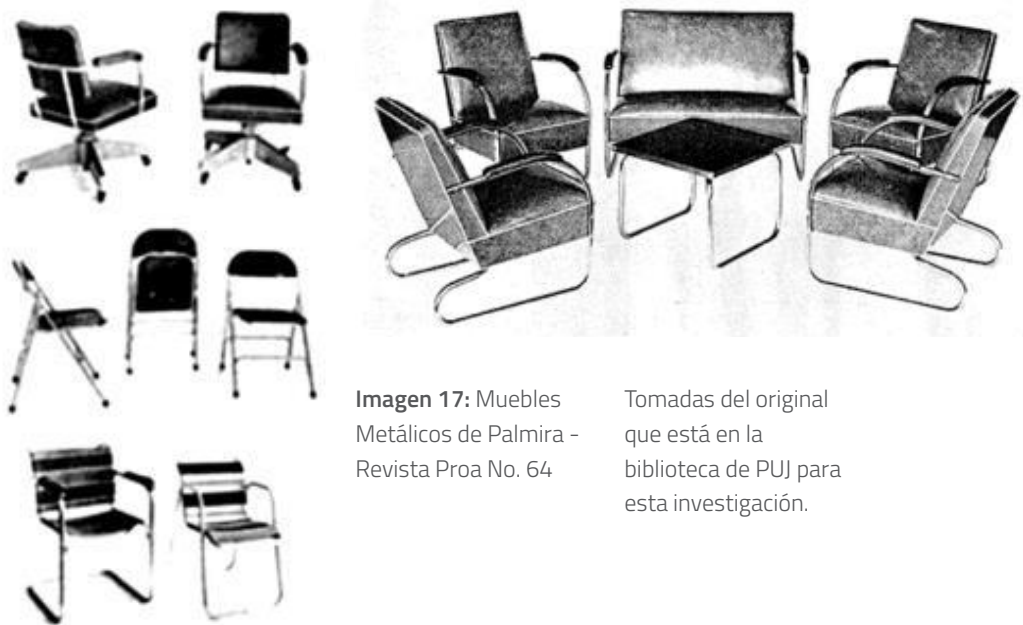 Imagen 17: Muebles
Metálicos de Palmira -
Revista Proa No. 64
Tomadas del original
que está en la
biblioteca de PUJ para
esta investigación.